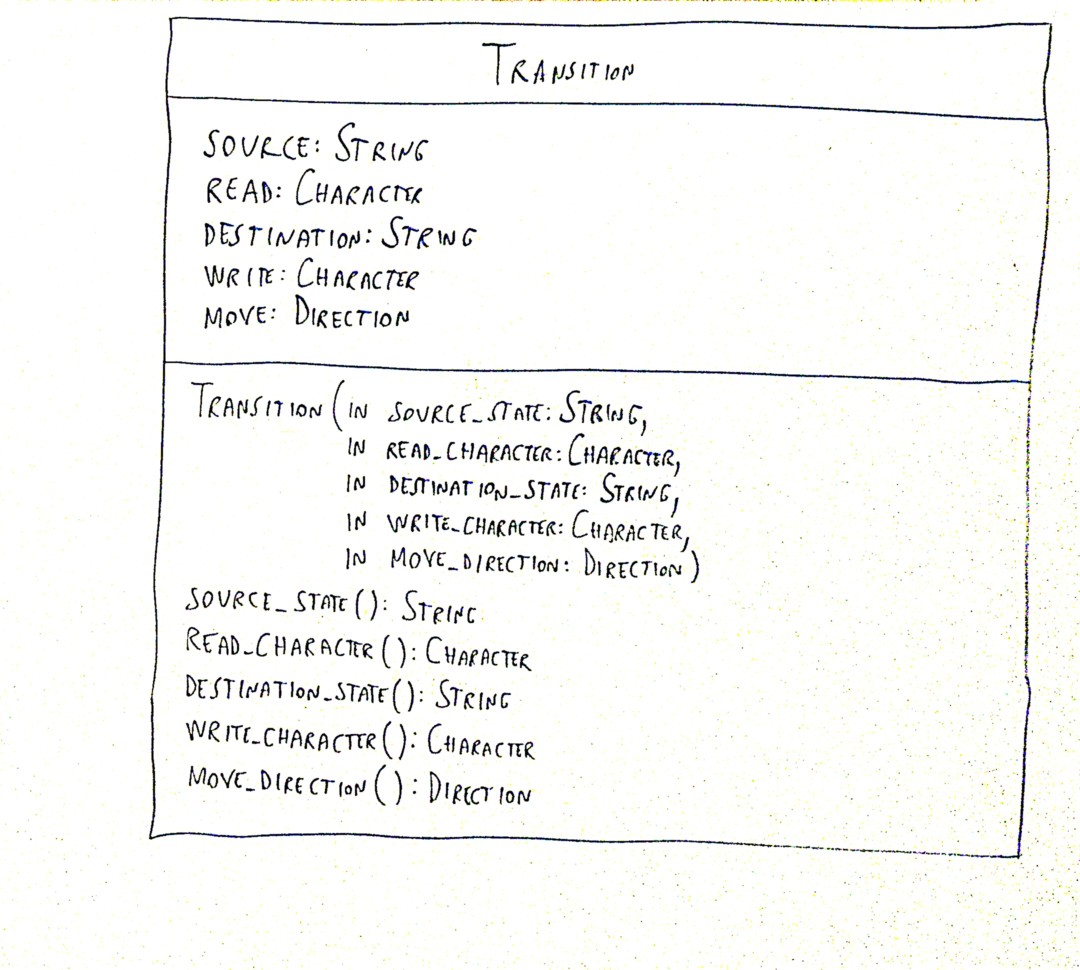 Transition
source: String
read: Character
destination: String
write: Character
move: Direction
Transition(in source_state: String,
in read_character: Character,
in destination_state: String,
in write_character: Character,
in move_direction: Direction)
source_state(): String
read_character(): Character
destination_state(): String
write_character(): Character
move_direction(): Direction